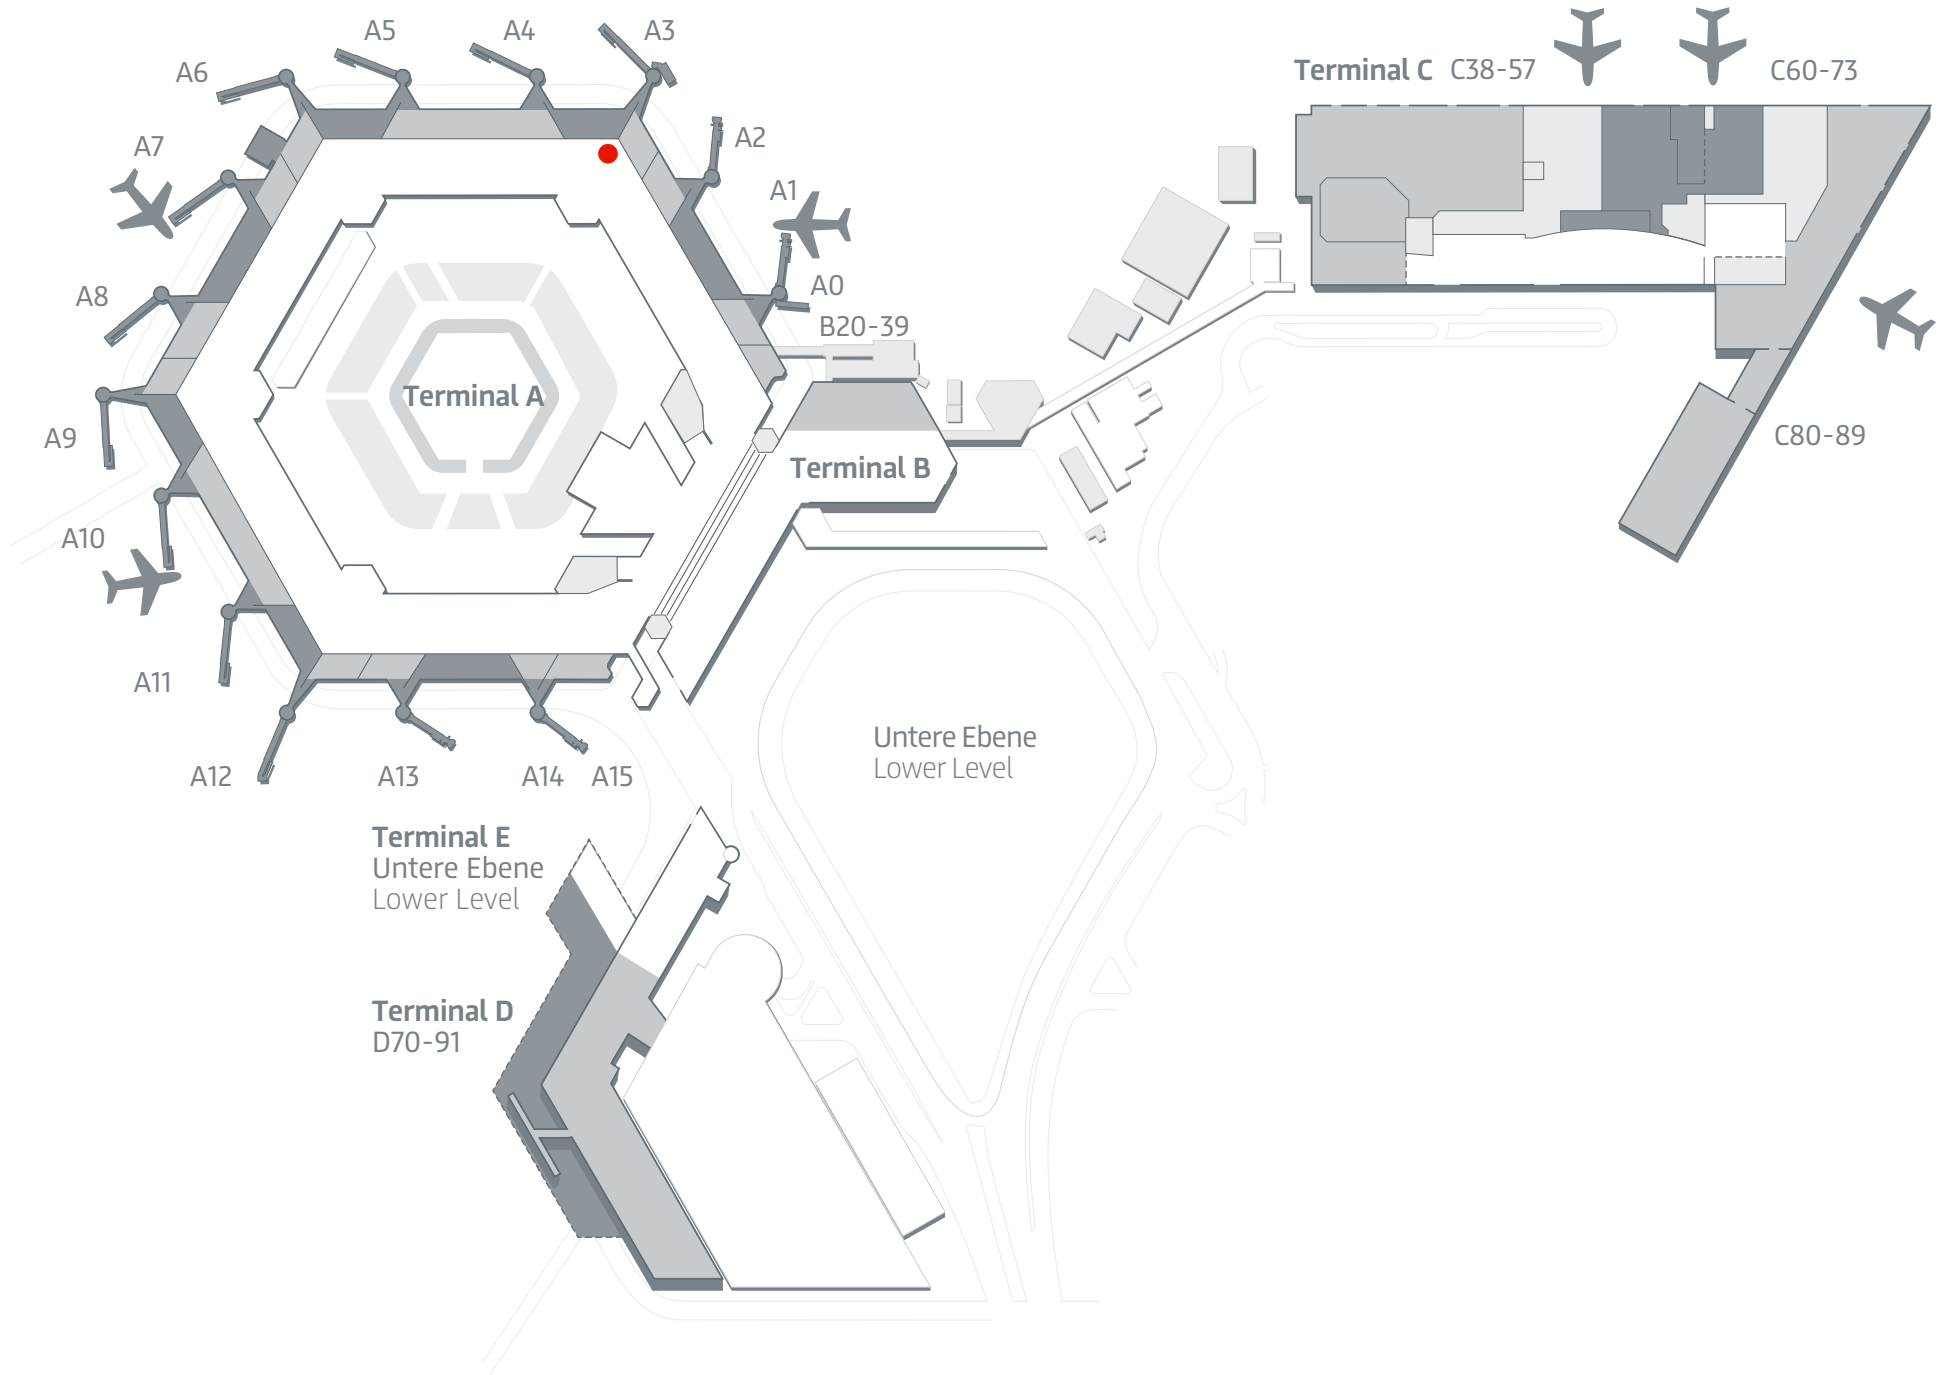 A5
A4
A3
A6
A7
A2
A1
A8
A0
B20-39
Terminal C C38-57
C60-73
Terminal A
A9
Terminal B
C80-89
A10
A11
A12
A13
A14
A15
Untere Ebene
Lower Level
Terminal E
Untere Ebene
Lower Level
Terminal D
D70-91